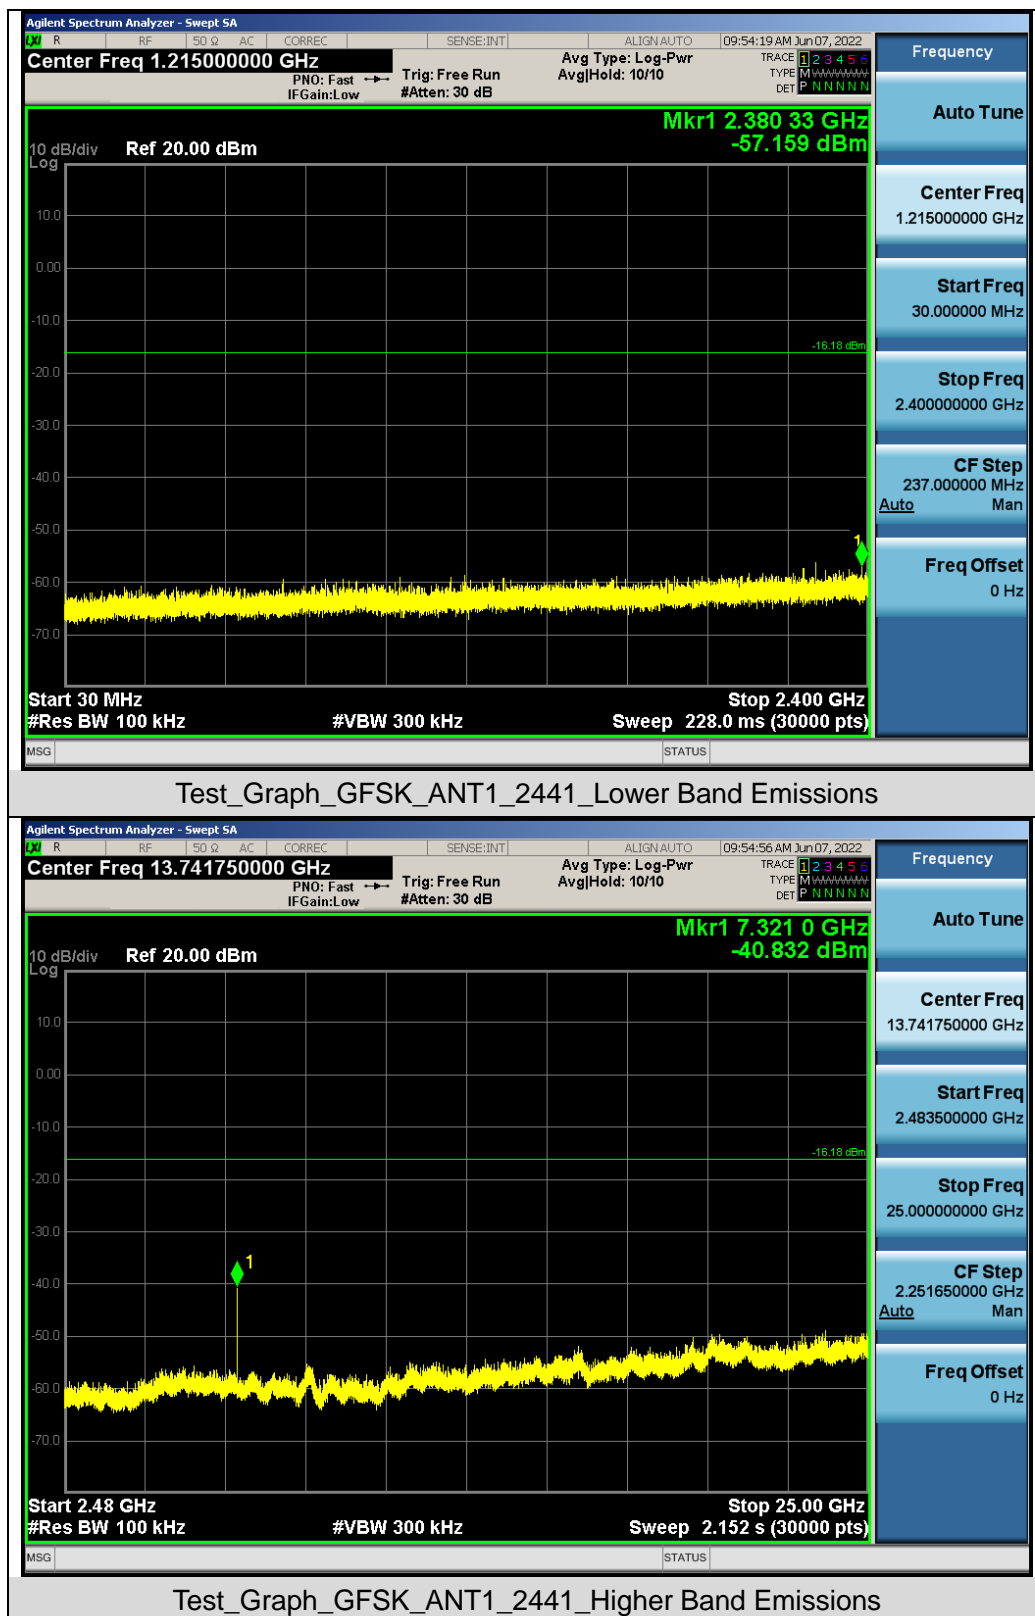 Agilent Spectrum Analyzer - Swept SA
LXI R RF 50 Ω AC CORREC SENSE:INT ALIGN AUTO 09:54:19 AM Jun 07, 2022
Center Freq 1.215000000 GHz Avg Type: Log-Pwr TRACE 1 2 3 4 5 6
PNO: Fast Trig: Free Run Avg|Hold: 10/10 TYPE M WWWWW
IFGain:Low #Atten: 30 dB DET P N N N N N
Frequency
Auto Tune
Mkr1 2.380 33 GHz
10 dB/div Ref 20.00 dBm -57.159 dBm
Log
10.0
0.00
-10.0
-16.18 dBm
-20.0
-30.0
-40.0
-50.0
1
-60.0
-70.0
Center Freq
1.215000000 GHz
Start Freq
30.000000 MHz
Stop Freq
2.400000000 GHz
CF Step
237.000000 MHz
Auto Man
Freq Offset
0 Hz
Start 30 MHz Stop 2.400 GHz
#Res BW 100 kHz #VBW 300 kHz Sweep 228.0 ms (30000 pts)
MSG STATUS
Test_Graph_GFSK_ANT1_2441_Lower Band Emissions
Agilent Spectrum Analyzer - Swept SA
LXI R RF 50 Ω AC CORREC SENSE:INT ALIGN AUTO 09:54:56 AM Jun 07, 2022
Center Freq 13.741750000 GHz Avg Type: Log-Pwr TRACE 1 2 3 4 5 6
PNO: Fast Trig: Free Run Avg|Hold: 10/10 TYPE M WWWWW
IFGain:Low #Atten: 30 dB DET P N N N N N
Frequency
Auto Tune
Mkr1 7.321 0 GHz
10 dB/div Ref 20.00 dBm -40.832 dBm
Log
10.0
0.00
-10.0
-16.18 dBm
-20.0
-30.0
1
-40.0
-50.0
-60.0
-70.0
Center Freq
13.741750000 GHz
Start Freq
2.483500000 GHz
Stop Freq
25.000000000 GHz
CF Step
2.251650000 GHz
Auto Man
Freq Offset
0 Hz
Start 2.48 GHz Stop 25.00 GHz
#Res BW 100 kHz #VBW 300 kHz Sweep 2.152 s (30000 pts)
MSG STATUS
Test_Graph_GFSK_ANT1_2441_Higher Band Emissions